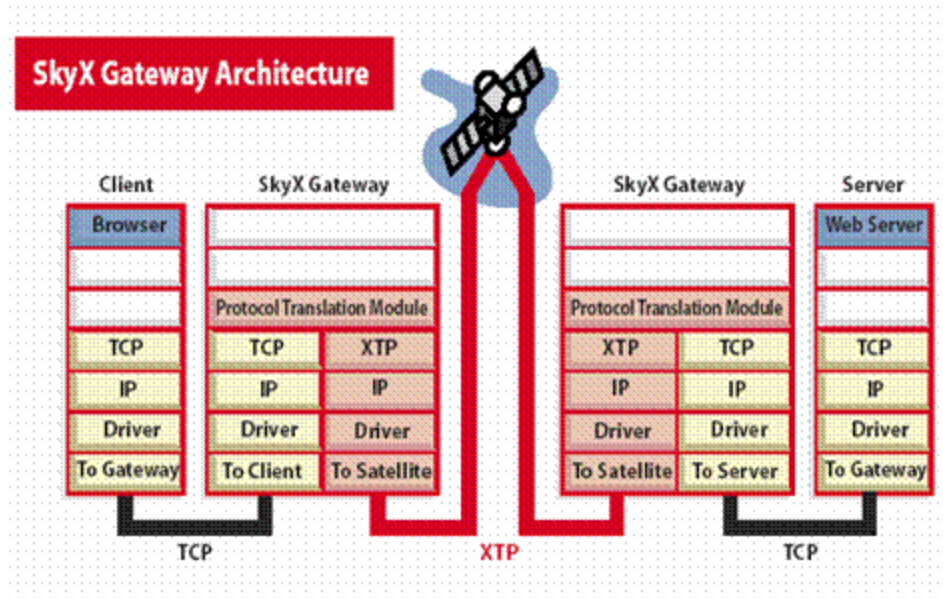 SkyX Gateway Architecture
Client
SkyX Gateway
SkyX Gateway
Server
Browser
Web Server
Protocol Translation Module
Protocol Translation Module
TCP
TCP
XTP
XTP
TCP
TCP
IP
IP
IP
IP
IP
IP
Driver
Driver
Driver
Driver
Driver
Driver
To Gateway
To Client
To Satellite
To Satellite
To Server
To Gateway
TCP
XTP
TCP